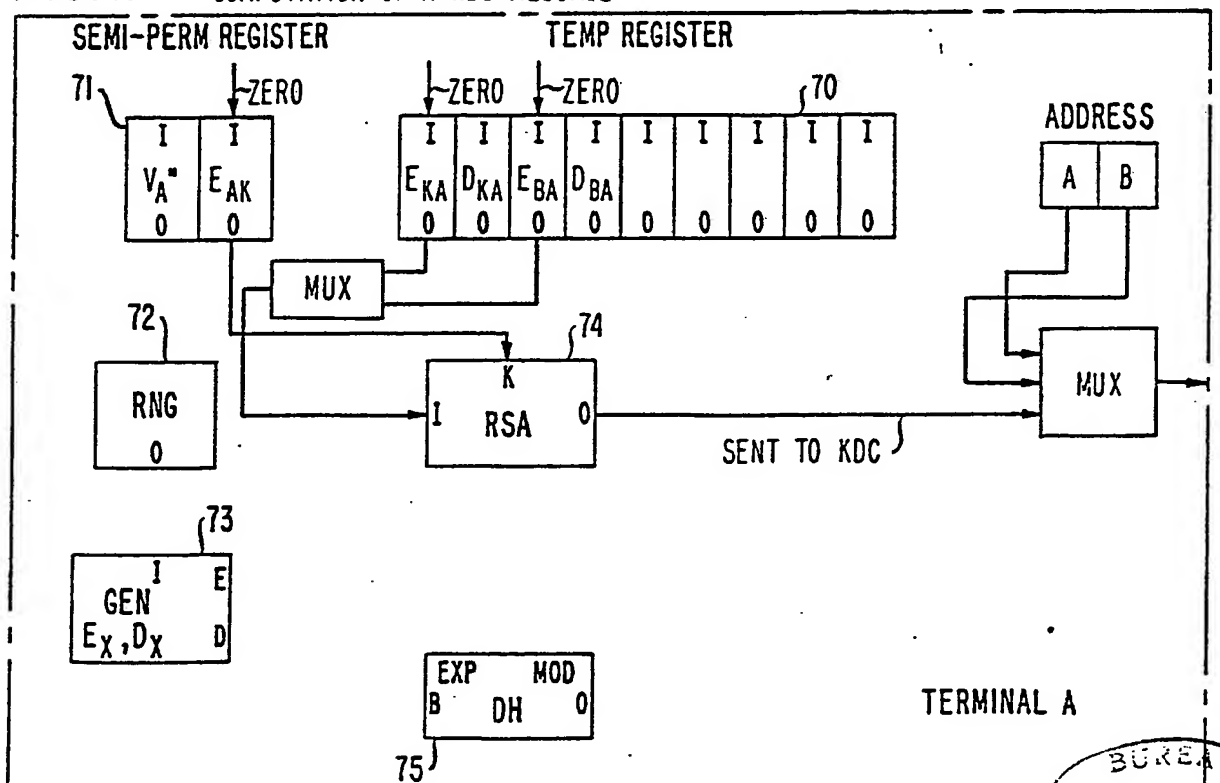 SEMI-PERM REGISTER TEMP REGISTER
71 ZERO ZERO ZERO 70
ADDRESS
I I I I I I I I I I I
V_A" E_AK E_KA D_KA E_BA D_BA A B
0 0 0 0 0 0 0 0 0 0 0
MUX
72 74
RNG
0
K
I RSA 0
MUX
SENT TO KDC
73
I E
GEN
E_X, D_X D
EXP MOD
B DH 0
75
TERMINAL A